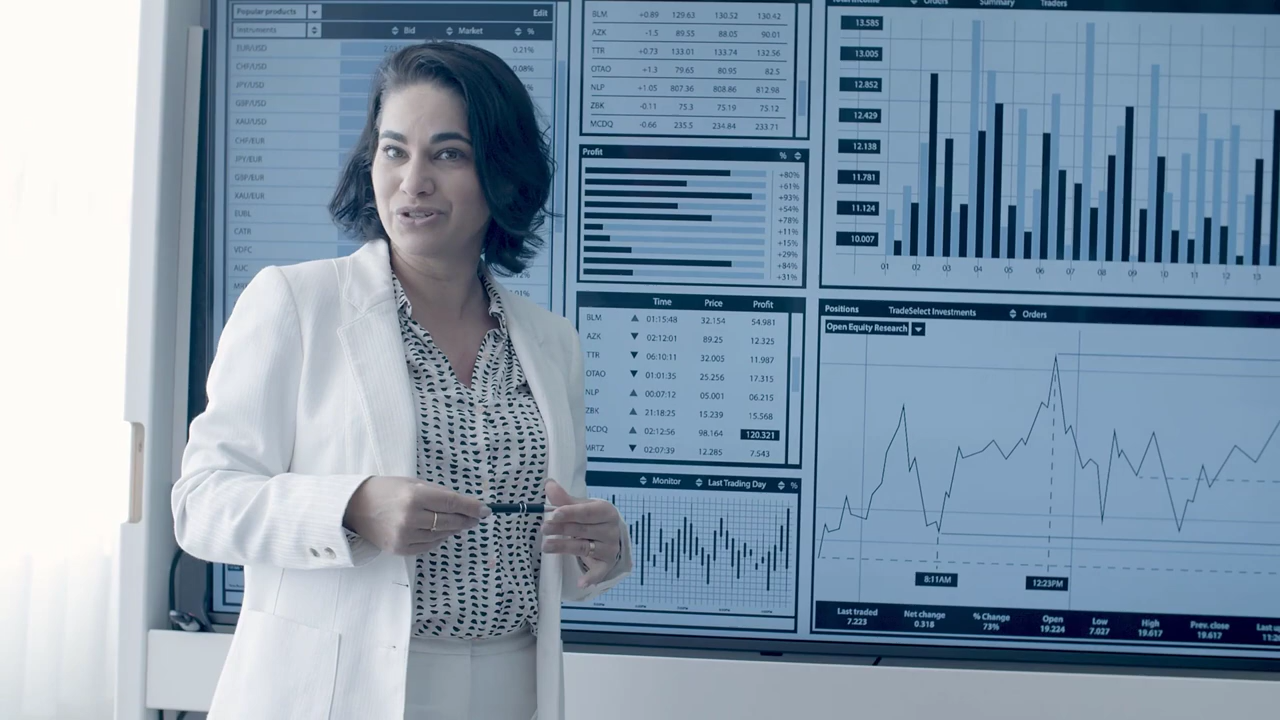 Popular products Edit
Instruments Bid Market %
EUR/USD 0.21%
CHF/USD 0.08%
JPY/USD
GBP/USD
XAU/USD
CHF/EUR
JPY/EUR
GBP/EUR
XAU/EUR
EUBL
CATR
VDFC
AUC
BLM +0.89 129.63 130.52 130.42
AZK -1.5 89.55 88.05 90.01
TTR +0.73 133.01 133.74 132.56
OTAO +1.3 79.65 80.95 82.5
NLP +1.05 807.36 808.86 812.98
ZBK -0.11 75.3 75.19 75.12
MCDQ -0.66 235.5 234.84 233.71
Profit %
+80%
+61%
+93%
+54%
+78%
+11%
+15%
+29%
+84%
+31%
Time Price Profit
BLM 01:15:48 32.154 54.981
AZK 02:12:01 89.25 12.325
TTR 06:10:11 32.005 11.987
OTAO 01:01:35 25.256 17.315
NLP 00:07:12 05.001 06.215
ZBK 21:18:25 15.239 15.568
MCDQ 02:12:56 98.164 120.321
MRTZ 02:07:39 12.285 7.543
Monitor Last Trading Day %
Total Income Orders Summary Traders
13.585
13.005
12.852
12.429
12.138
11.781
11.124
10.007
01 02 03 04 05 06 07 08 09 10 11 12 13
Positions TradeSelect Investments Orders
Open Equity Research
8:11AM 12:23PM
Last traded Net change % Change Open Low High Prev. close
7.223 0.318 73% 19.224 7.027 19.617 19.617